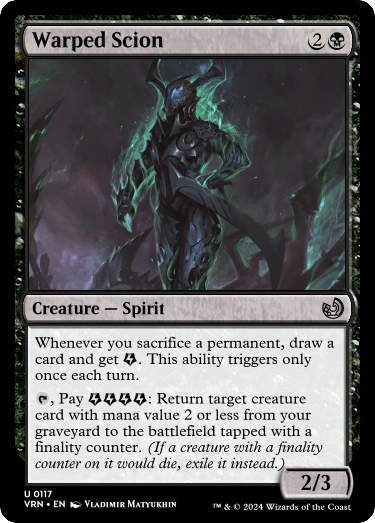 Warped Scion 2
Creature — Spirit
Whenever you sacrifice a permanent, draw a
card and get . This ability triggers only
once each turn.
, Pay : Return target creature
card with mana value 2 or less from your
graveyard to the battlefield tapped with a
finality counter. (If a creature with a finality
counter on it would die, exile it instead.)
2/3
U 0117
VRN • EN Vladimir Matyukhin
™ & © 2024 Wizards of the Coast